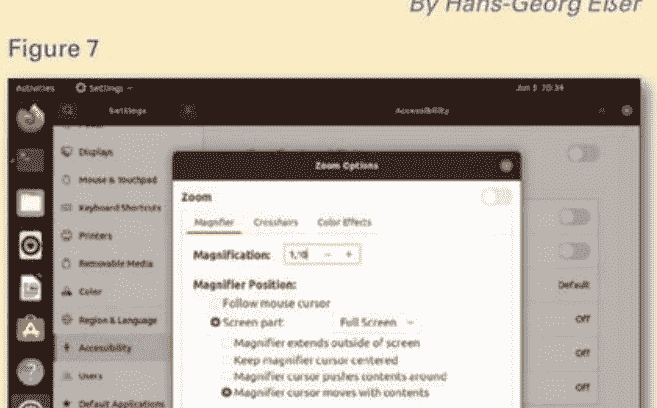 By Hans-Georg Eßer
Figure 7
Activities Settings Jun 3 20:34
Settings Accessibility
Displays
Mouse & Touchpad
Keyboard Shortcuts
Printers
Removable Media
Color
Region & Language
Accessibility
Users
Default Applications
Zoom Options
Zoom
Magnifier Crosshairs Color Effects
Magnification: 1,10 − +
Magnifier Position:
Follow mouse cursor
Screen part: Full Screen
Magnifier extends outside of screen
Keep magnifier cursor centered
Magnifier cursor pushes contents around
Magnifier cursor moves with contents
Default
Off
Off
Off